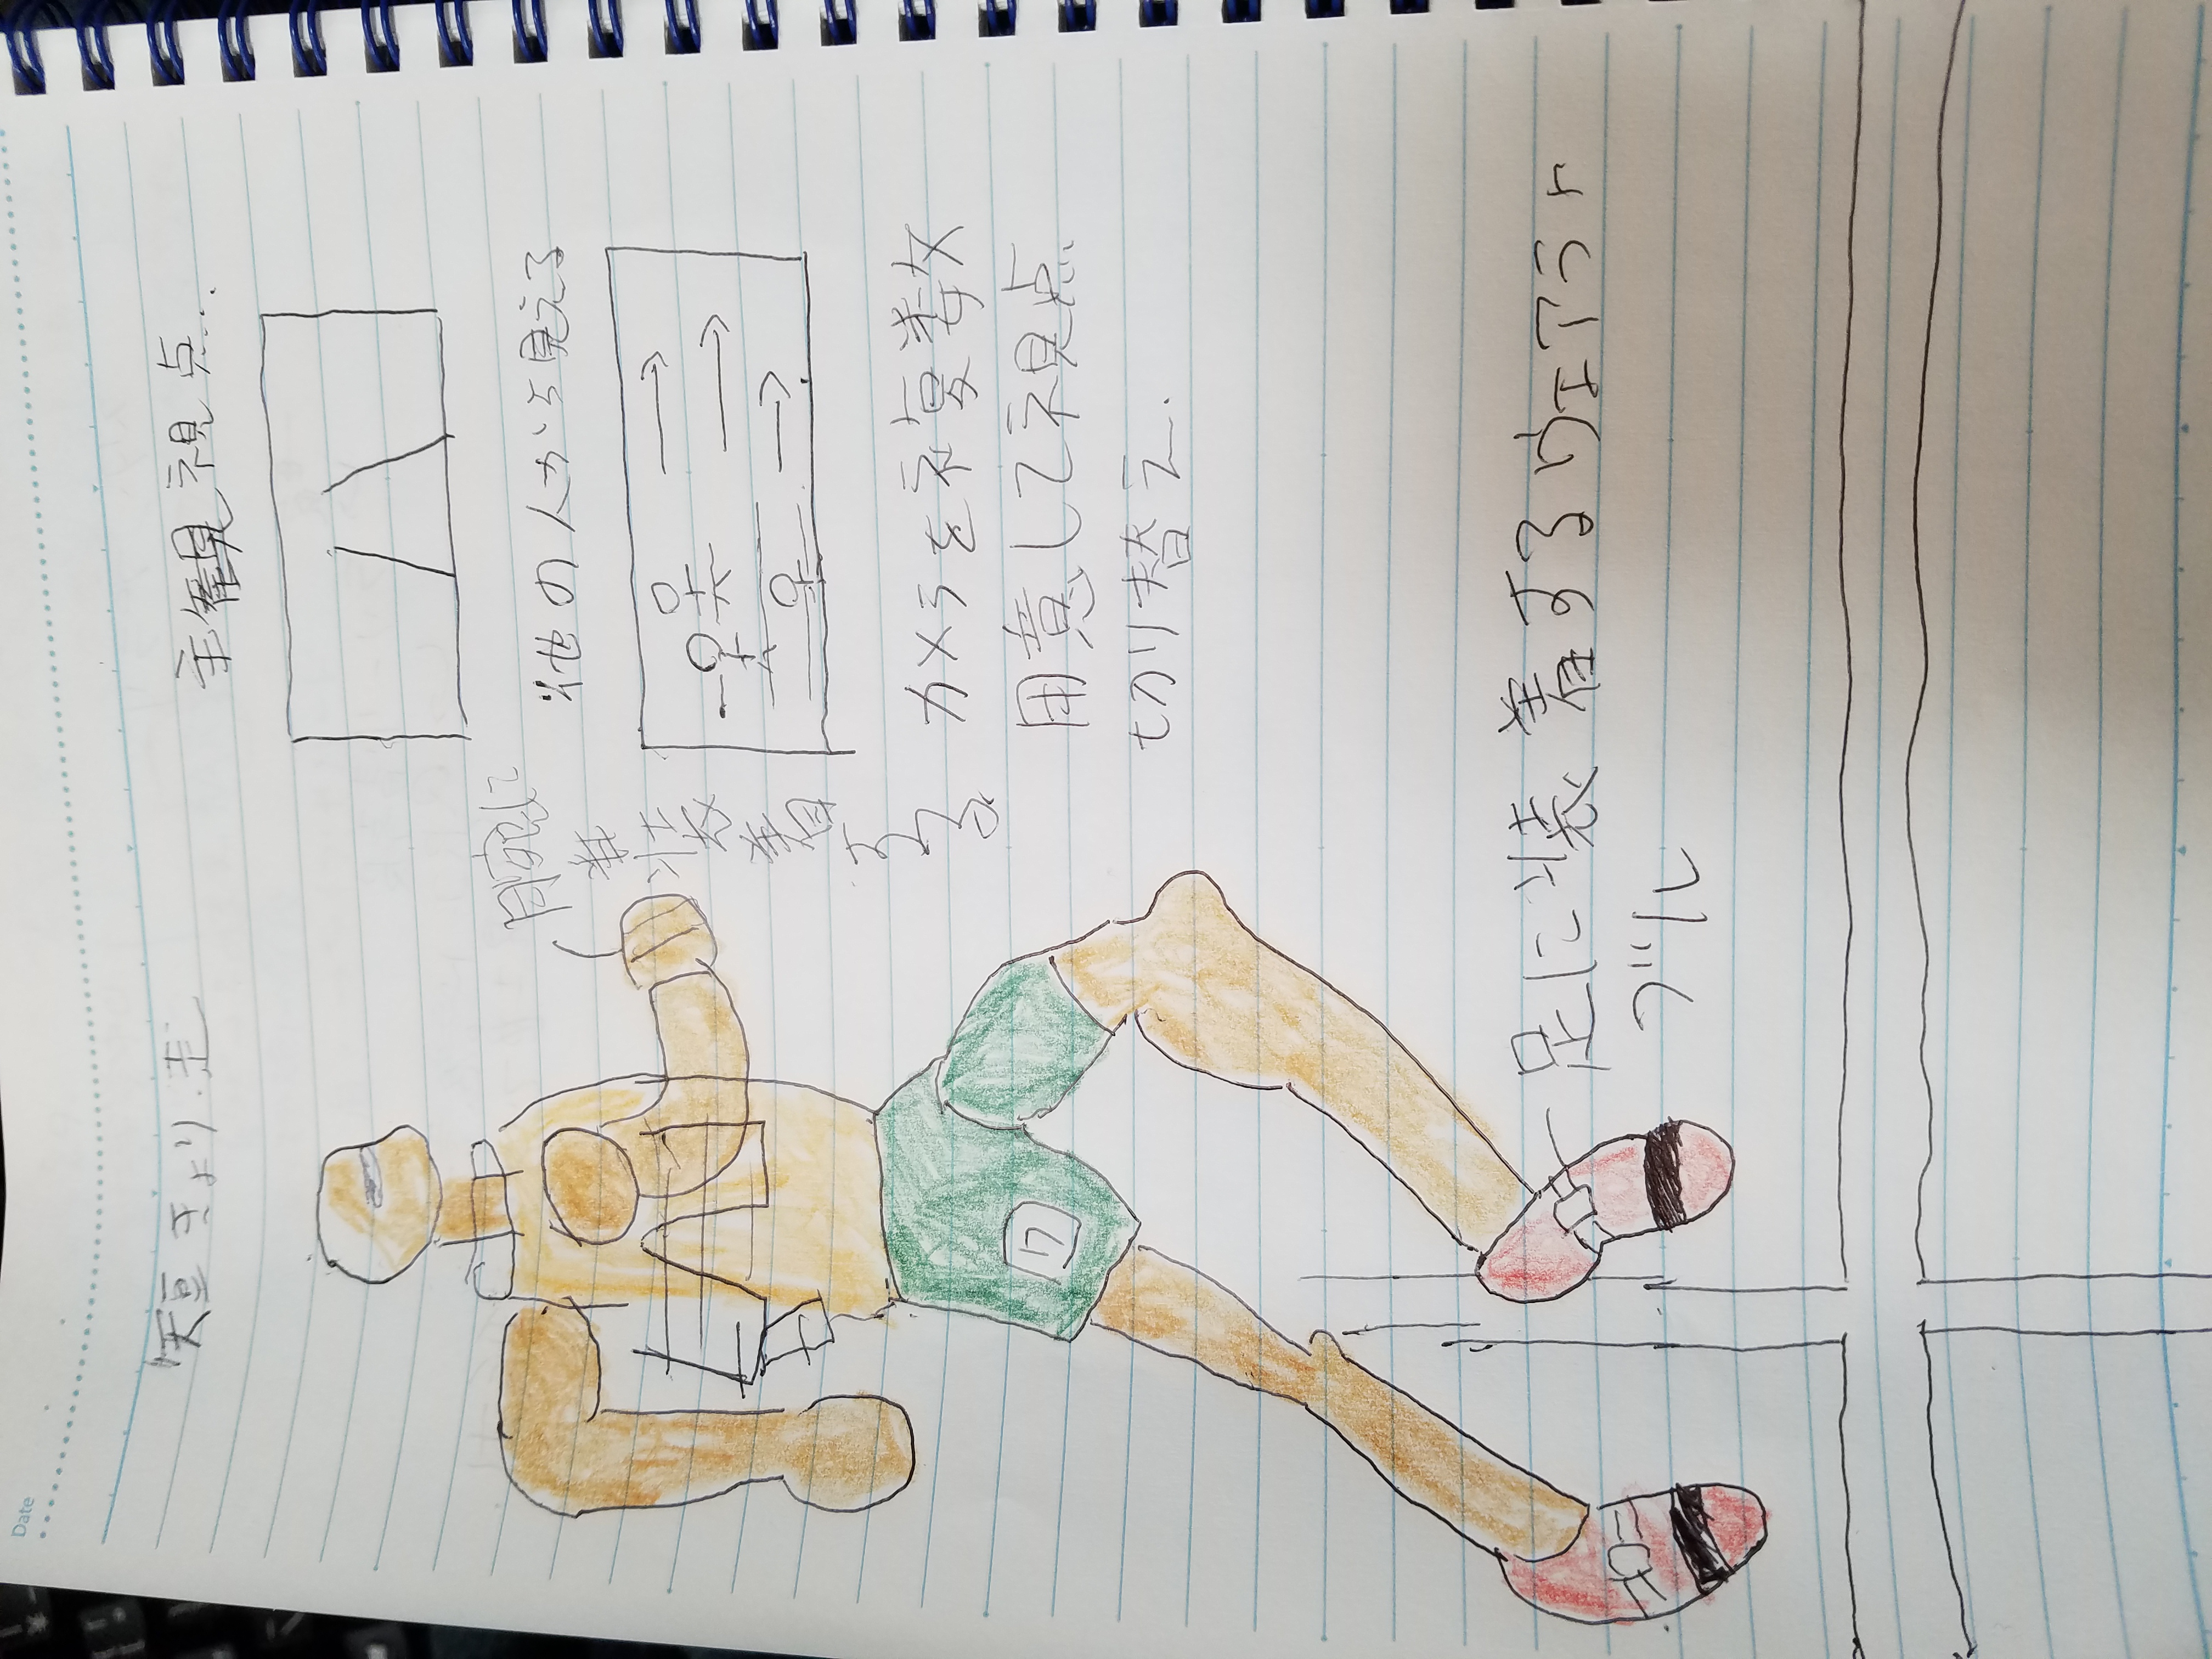 Date
短きょり走
主観視点
腕に
装着する
他の人から見える
カメラを複数
用意して視点
切り替え.
ワ
足に装着するウェアラ
ブル